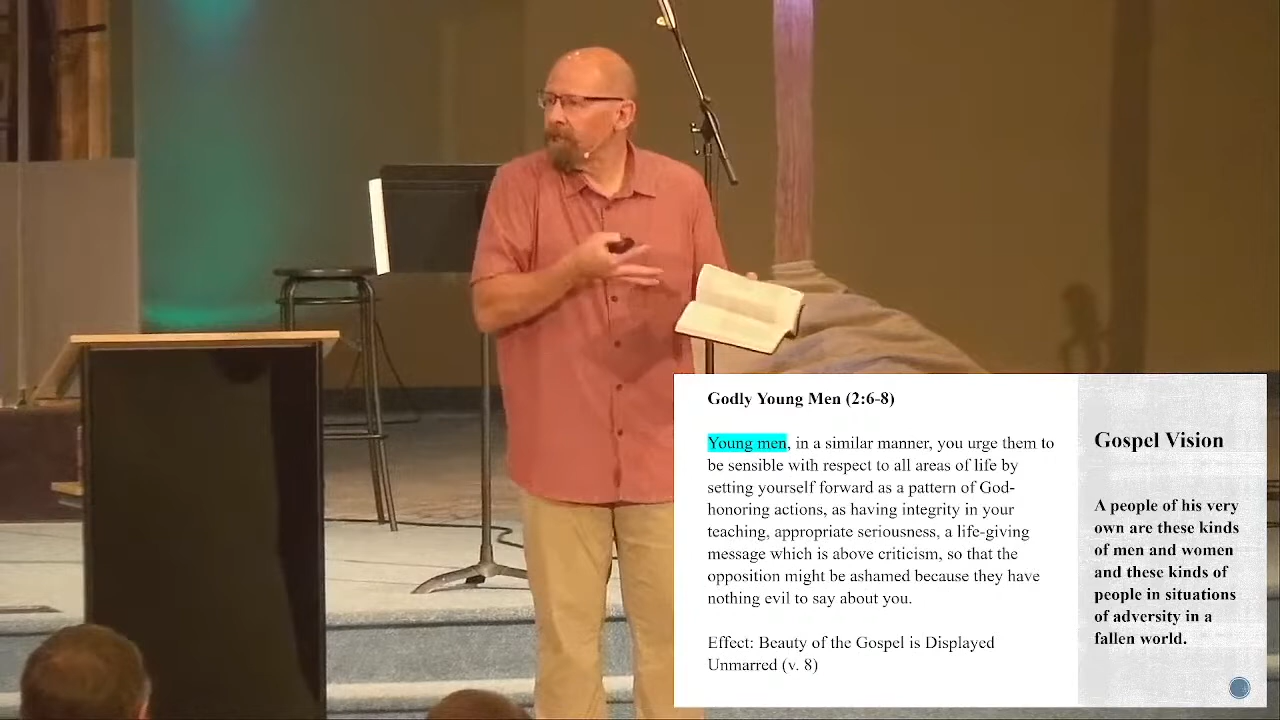 Godly Young Men (2:6-8)
Young men, in a similar manner, you urge them to
be sensible with respect to all areas of life by
setting yourself forward as a pattern of God-
honoring actions, as having integrity in your
teaching, appropriate seriousness, a life-giving
message which is above criticism, so that the
opposition might be ashamed because they have
nothing evil to say about you.
Effect: Beauty of the Gospel is Displayed
Unmarred (v. 8)
Gospel Vision
A people of his very
own are these kinds
of men and women
and these kinds of
people in situations
of adversity in a
fallen world.